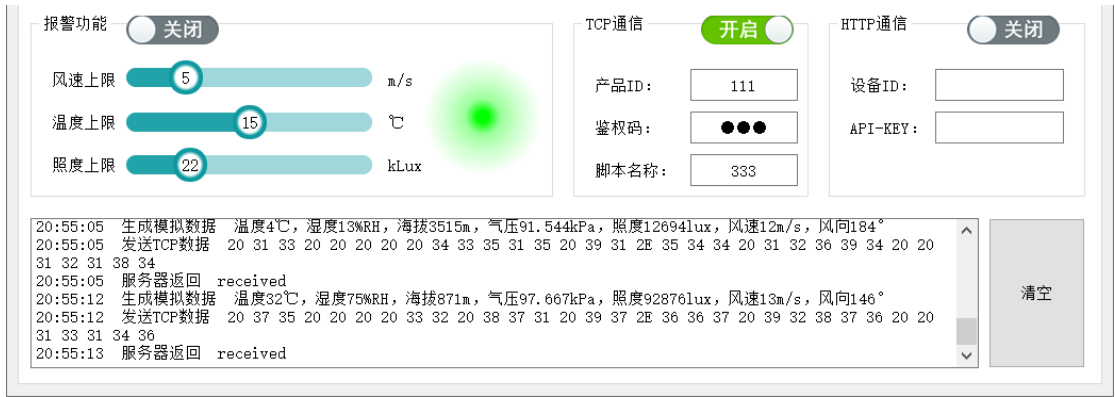 报警功能 关闭
风速上限 5 m/s
温度上限 15 ℃
照度上限 22 kLux
TCP通信 开启
产品ID： 111
鉴权码： ●●●
脚本名称： 333
HTTP通信 关闭
设备ID：
API-KEY：
20:55:05 生成模拟数据 温度4℃，湿度13%RH，海拔3515m，气压91.544kPa，照度12694lux，风速12m/s，风向184°
20:55:05 发送TCP数据 20 31 33 20 20 20 20 20 34 33 35 31 35 20 39 31 2E 35 34 34 20 31 32 36 39 34 20 20
31 32 31 38 34
20:55:05 服务器返回 received
20:55:12 生成模拟数据 温度32℃，湿度75%RH，海拔871m，气压97.667kPa，照度92876lux，风速13m/s，风向146°
20:55:12 发送TCP数据 20 37 35 20 20 20 20 33 32 20 38 37 31 20 39 37 2E 36 36 37 20 39 32 38 37 36 20 20
31 33 31 34 36
20:55:13 服务器返回 received
清空